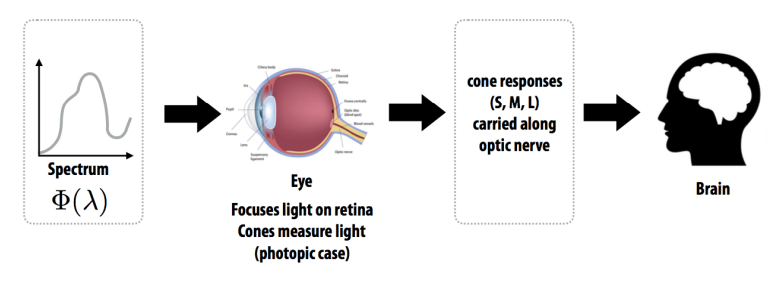 Spectrum
Φ(λ)
Ciliary body
Iris
Pupil
Cornea
Lens
Suspensory
ligament
Sclera
Choroid
Retina
Fovea centralis
Optic disc
(blind spot)
Blood vessels
Optic nerve
Eye
Focuses light on retina
Cones measure light
(photopic case)
cone responses
(S, M, L)
carried along
optic nerve
Brain